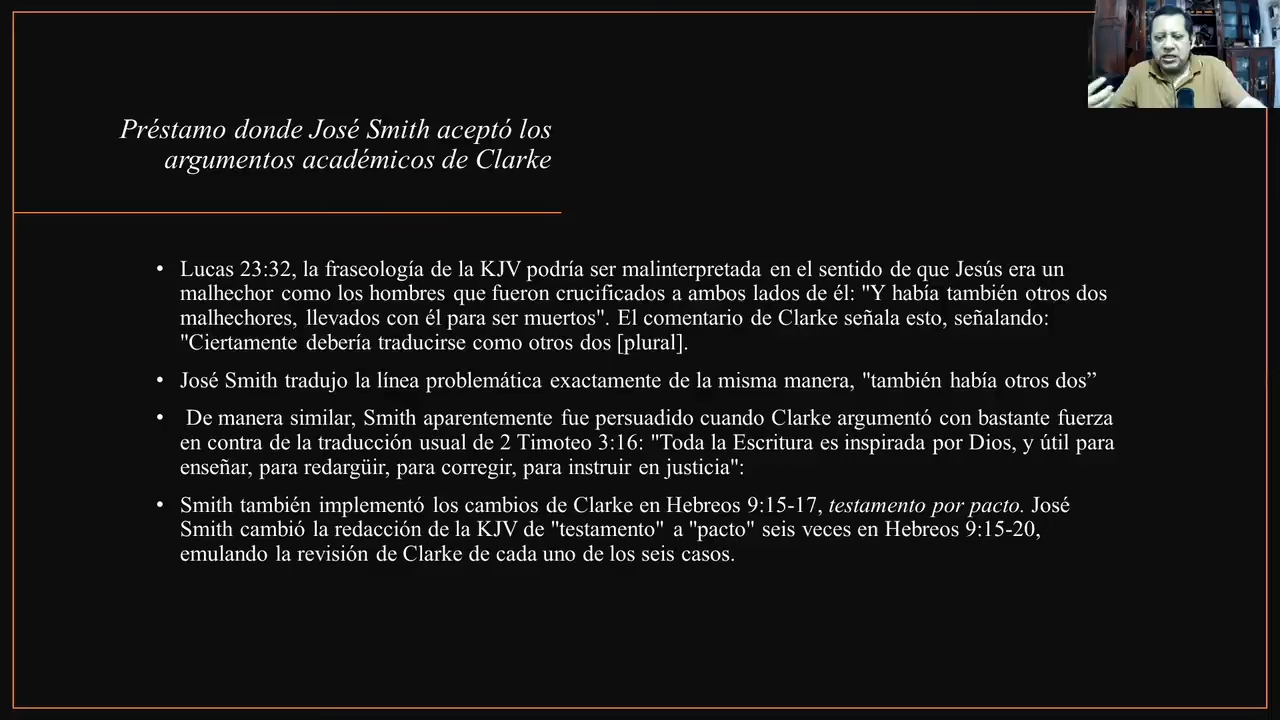 Préstamo donde José Smith aceptó los
argumentos académicos de Clarke
• Lucas 23:32, la fraseología de la KJV podría ser malinterpretada en el sentido de que Jesús era un
malhechor como los hombres que fueron crucificados a ambos lados de él: "Y había también otros dos
malhechores, llevados con él para ser muertos". El comentario de Clarke señala esto, señalando:
"Ciertamente debería traducirse como otros dos [plural].
• José Smith tradujo la línea problemática exactamente de la misma manera, "también había otros dos”
• De manera similar, Smith aparentemente fue persuadido cuando Clarke argumentó con bastante fuerza
en contra de la traducción usual de 2 Timoteo 3:16: "Toda la Escritura es inspirada por Dios, y útil para
enseñar, para redargüir, para corregir, para instruir en justicia":
• Smith también implementó los cambios de Clarke en Hebreos 9:15-17, testamento por pacto. José
Smith cambió la redacción de la KJV de "testamento" a "pacto" seis veces en Hebreos 9:15-20,
emulando la revisión de Clarke de cada uno de los seis casos.